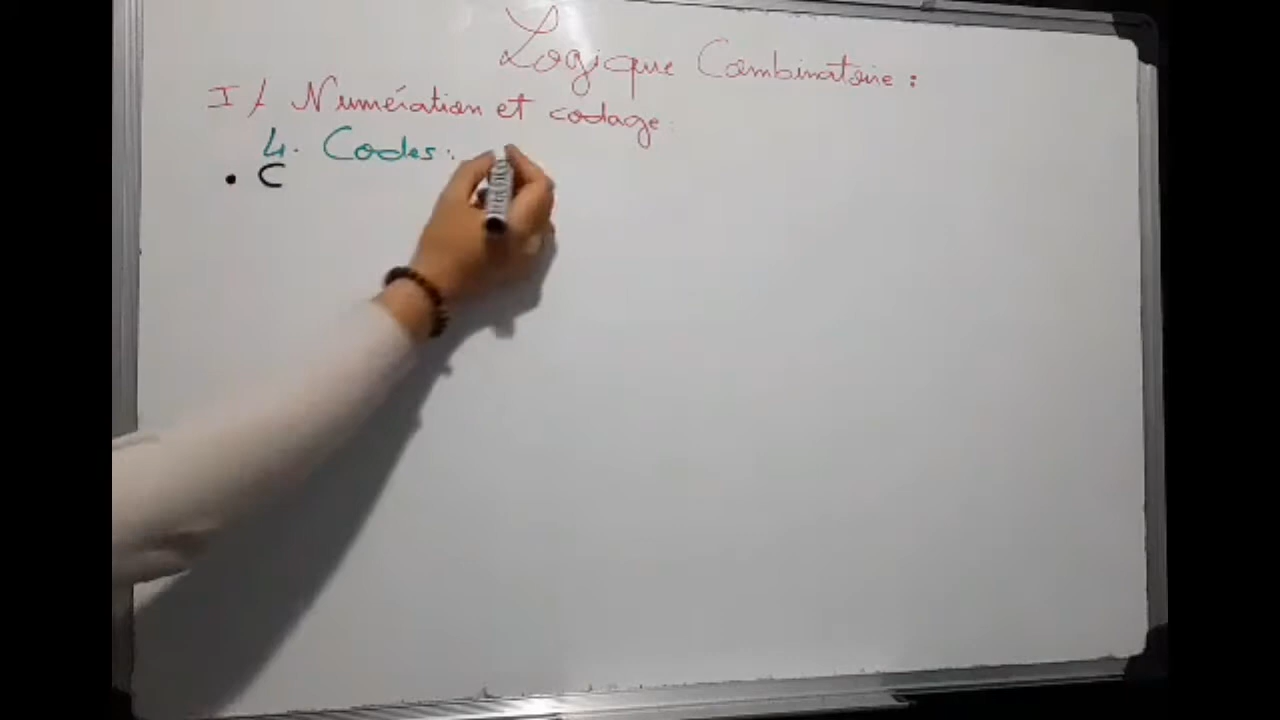 Logique Combinatoire :
I / Numération et codage :
4. Codes :
• C